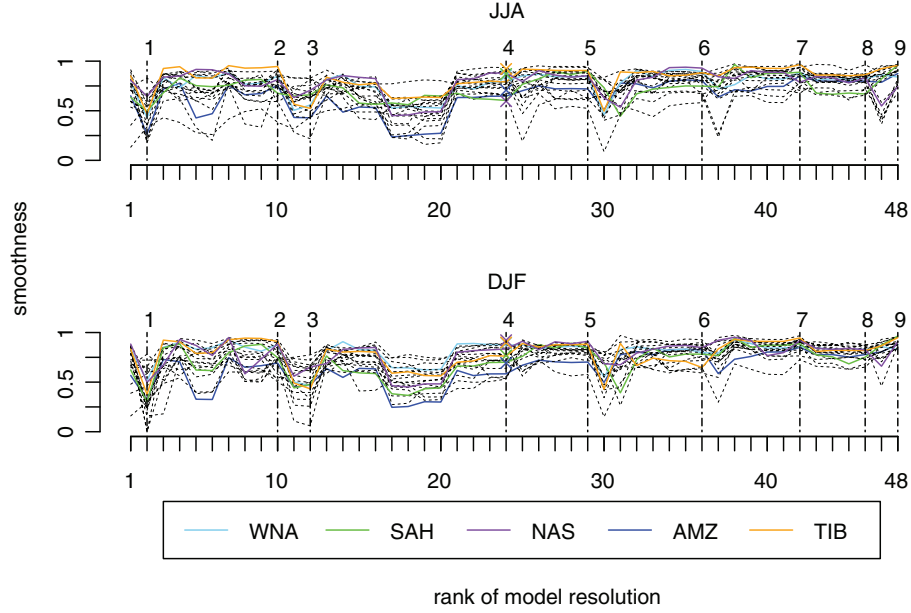 JJA
1 2 3 4 5 6 7 8 9
1
0.5
0
1 10 20 30 40 48
smoothness
DJF
1 2 3 4 5 6 7 8 9
1
0.5
0
1 10 20 30 40 48
WNA SAH NAS AMZ TIB
rank of model resolution